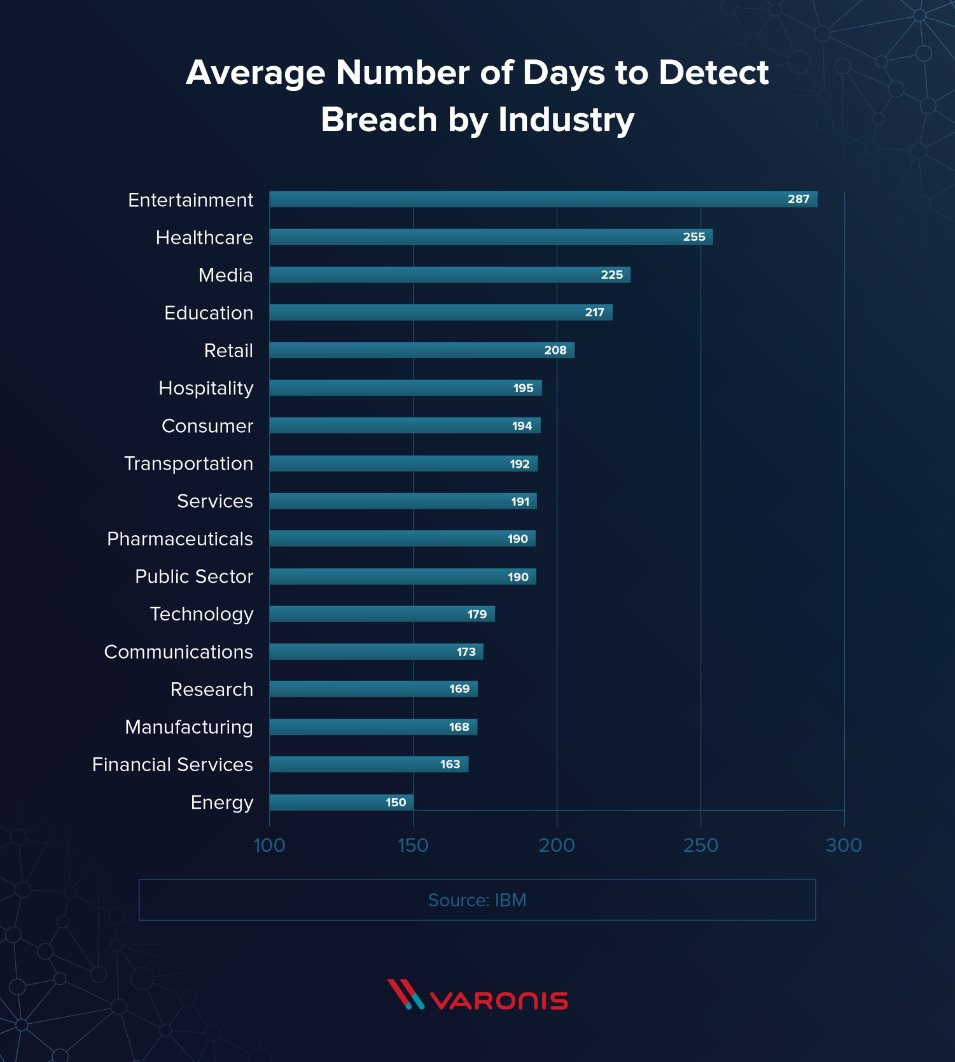 Average Number of Days to Detect
Breach by Industry
Entertainment 287
Healthcare 255
Media 225
Education 217
Retail 208
Hospitality 195
Consumer 194
Transportation 192
Services 191
Pharmaceuticals 190
Public Sector 190
Technology 179
Communications 173
Research 169
Manufacturing 168
Financial Services 163
Energy 150
100 150 200 250 300
Source: IBM
VARONIS